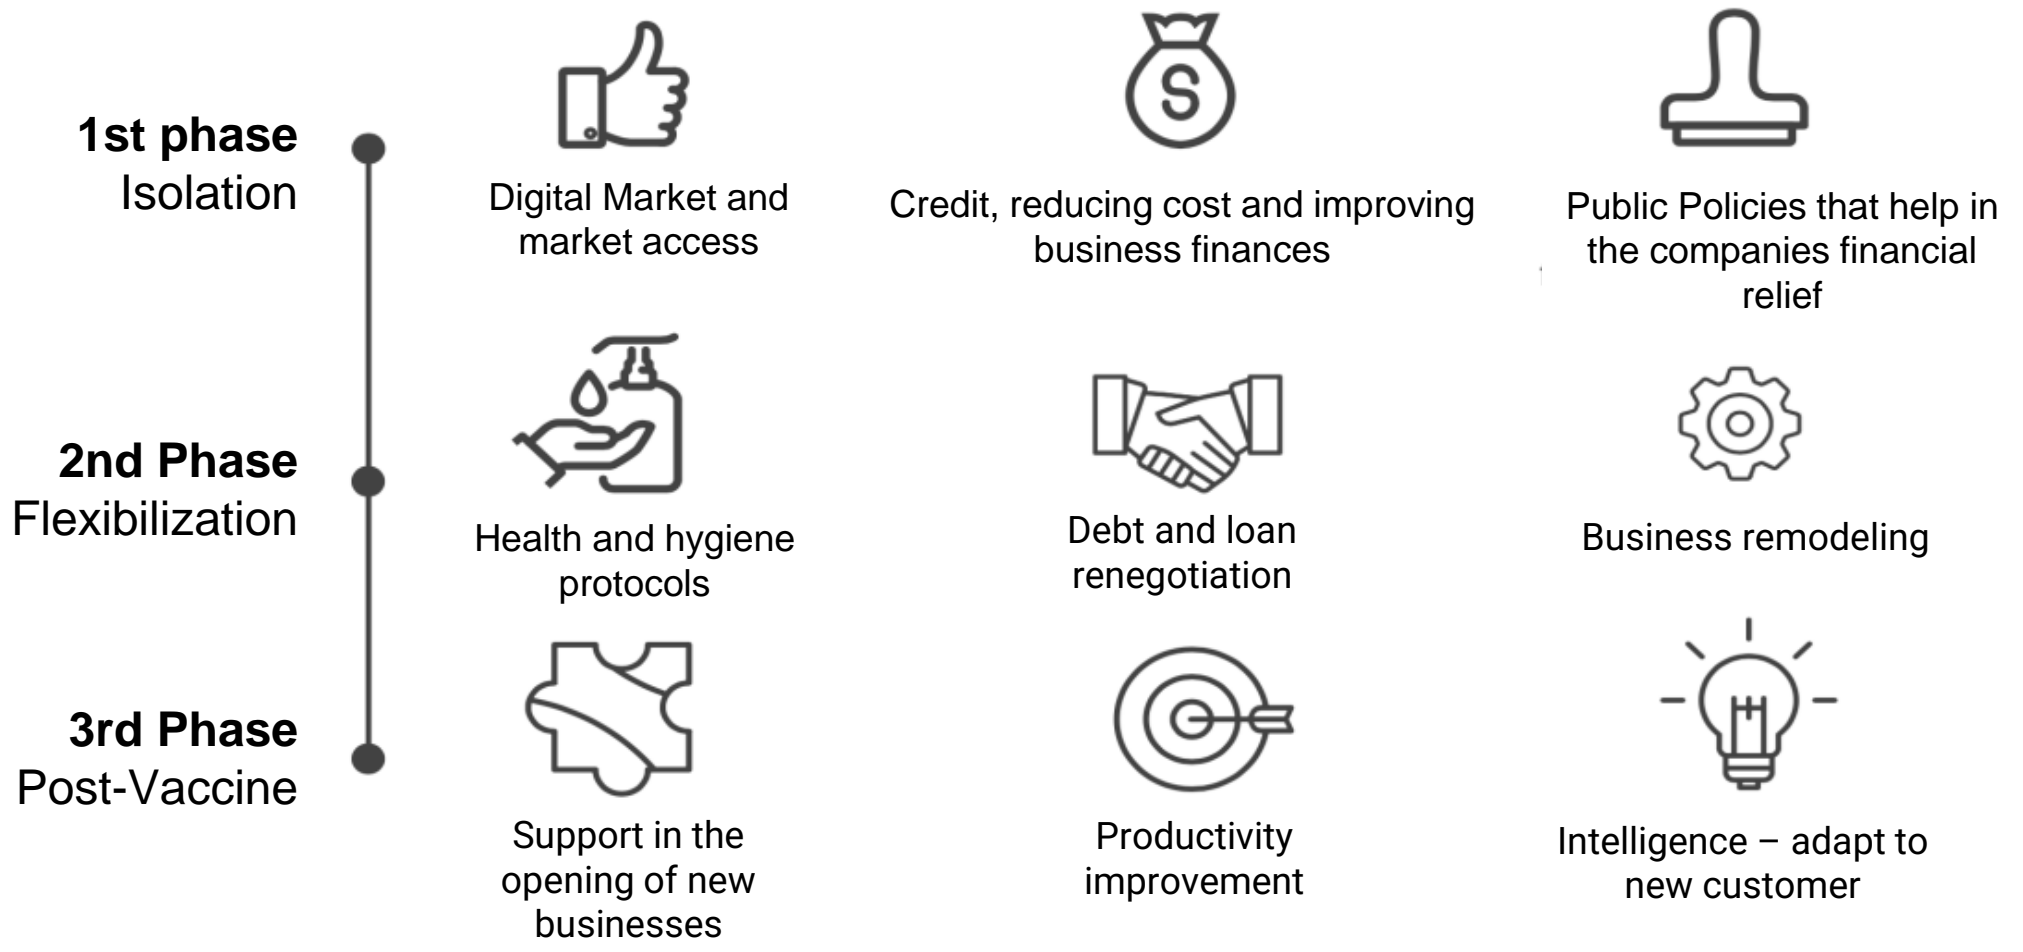 1st phase
Isolation
Digital Market and
market access
Credit, reducing cost and improving
business finances
Public Policies that help in
the companies financial
relief
2nd Phase
Flexibilization
Health and hygiene
protocols
Debt and loan
renegotiation
Business remodeling
3rd Phase
Post-Vaccine
Support in the
opening of new
businesses
Productivity
improvement
Intelligence – adapt to
new customer